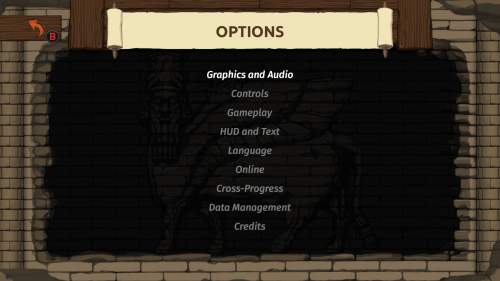 OPTIONS
B
Graphics and Audio
Controls
Gameplay
HUD and Text
Language
Online
Cross-Progress
Data Management
Credits